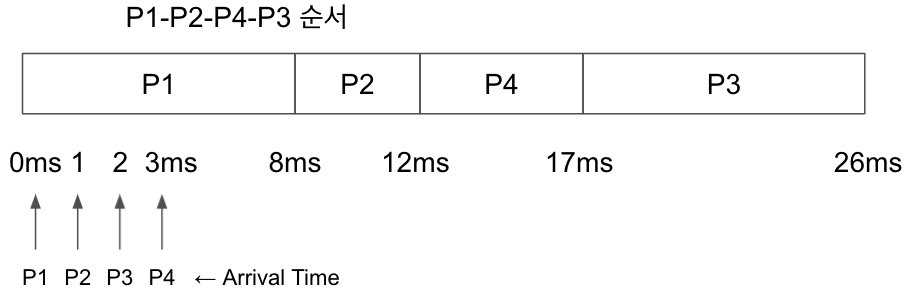 P1-P2-P4-P3 순서
P1 P2 P4 P3
0ms 1 2 3ms 8ms 12ms 17ms 26ms
P1 P2 P3 P4 ← Arrival Time